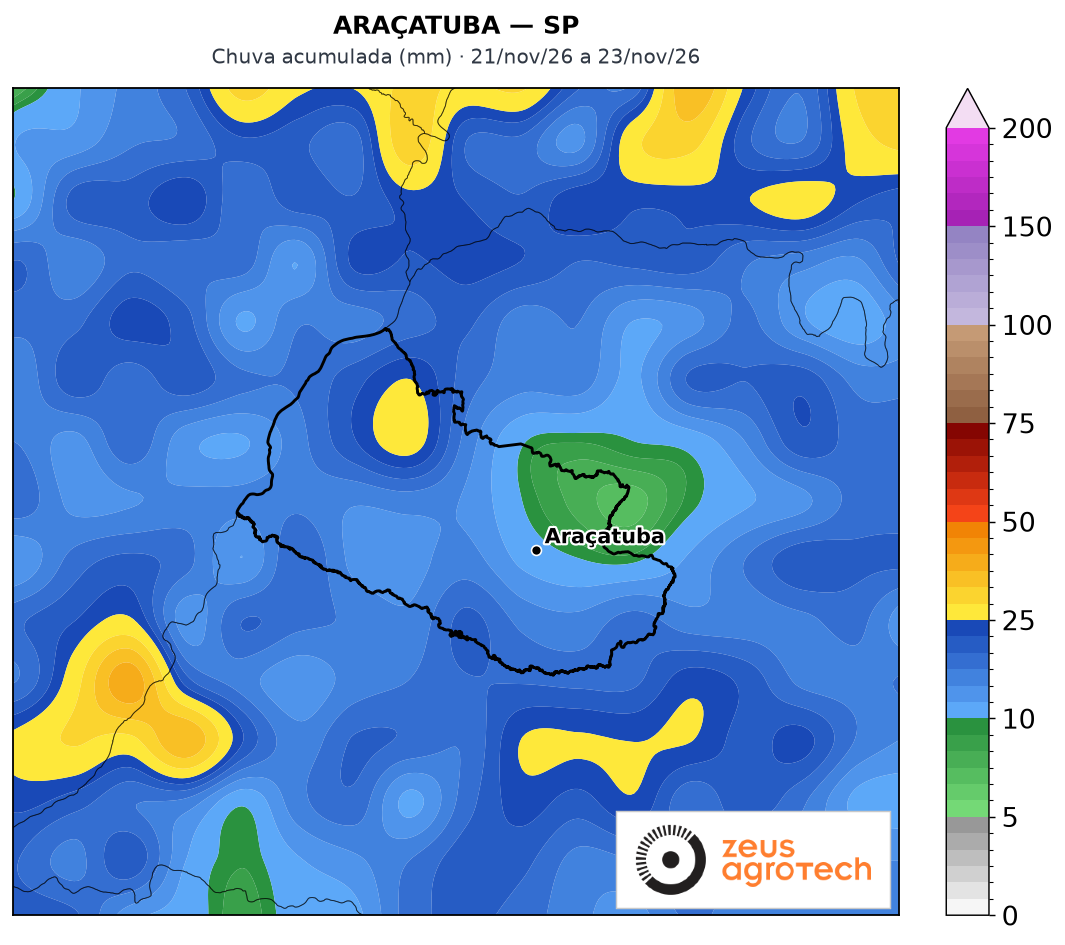 ARAÇATUBA — SP
Chuva acumulada (mm) · 21/nov/26 a 23/nov/26
200
150
100
75
50
25
10
5
0
Araçatuba
zeus
agrotech